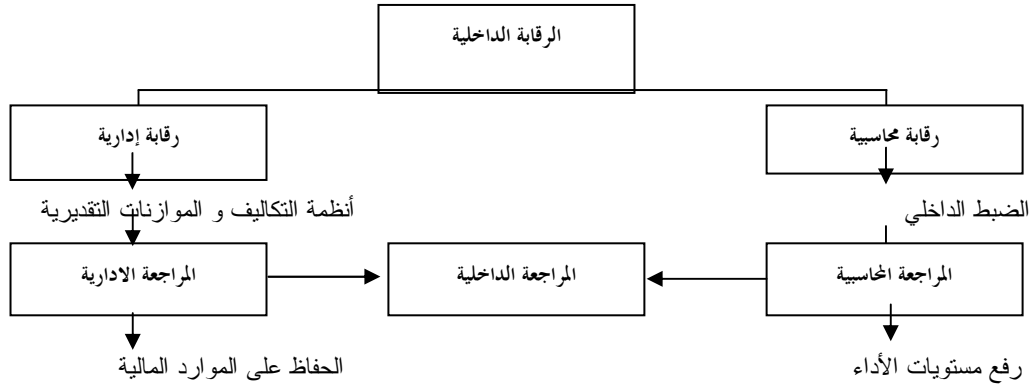 الرقابة الداخلية
رقابة محاسبية
رقابة إدارية
الضبط الداخلي
أنظمة التكاليف و الموازنات التقديرية
المراجعة المحاسبية
المراجعة الداخلية
المراجعة الادارية
رفع مستويات الأداء
الحفاظ على الموارد المالية